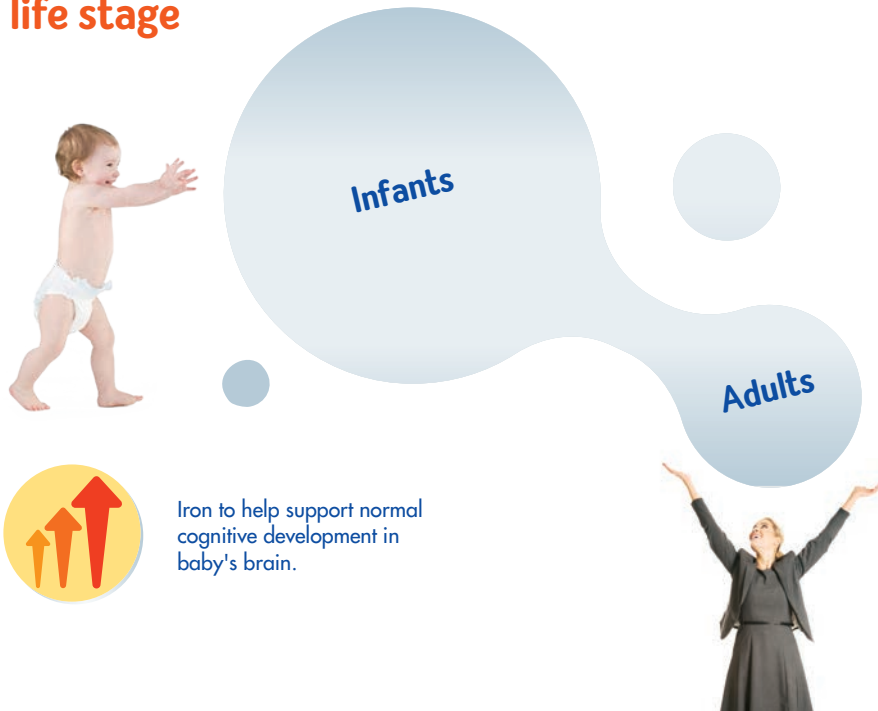 life stage
Infants
Adults
Iron to help support normal
cognitive development in
baby's brain.